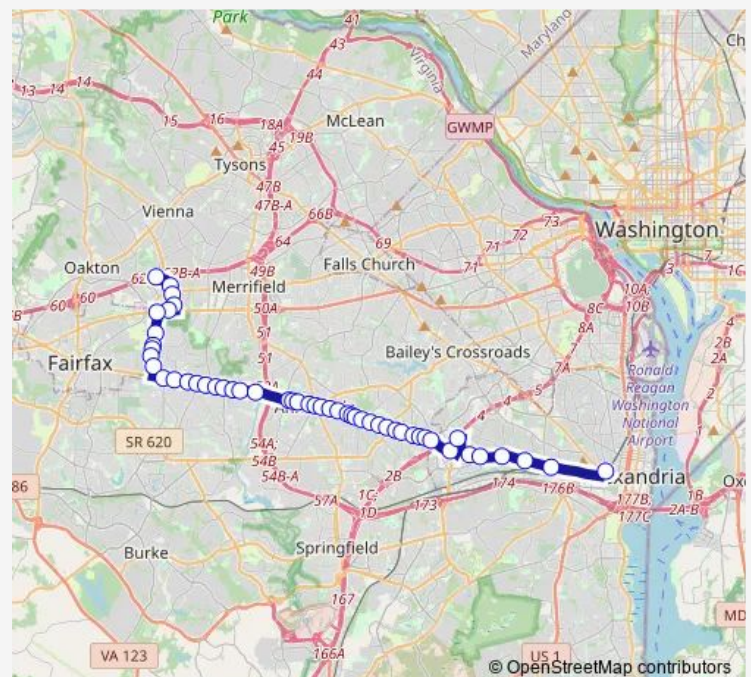 Park
41
43
Virginia
Maryland
Ch
44
13
14
14
15
16
18A
19B
McLean
GWMP
45
Tysons
47B
47B-A
66B
Vienna
64
69
71
72
73
Washington
7
1C
Oakton
62B-A
49B
Falls Church
71
60
60
Merrifield
10A;
10B
8C
8A
50A
51
Bailey's Crossroads
7A
2B
2A
Fairfax
51
5
4
4
Ronald
Reagan
Washington
National
Airport
SR 620
54A;
54B
54B-A
2B
1C;
1D
57A
173
174
176B
xandria
177B,
177C
1B
2A-B
Oxo
86
Burke
Springfield
167
166A
VA 123
US 1
MD
© OpenStreetMap contributors